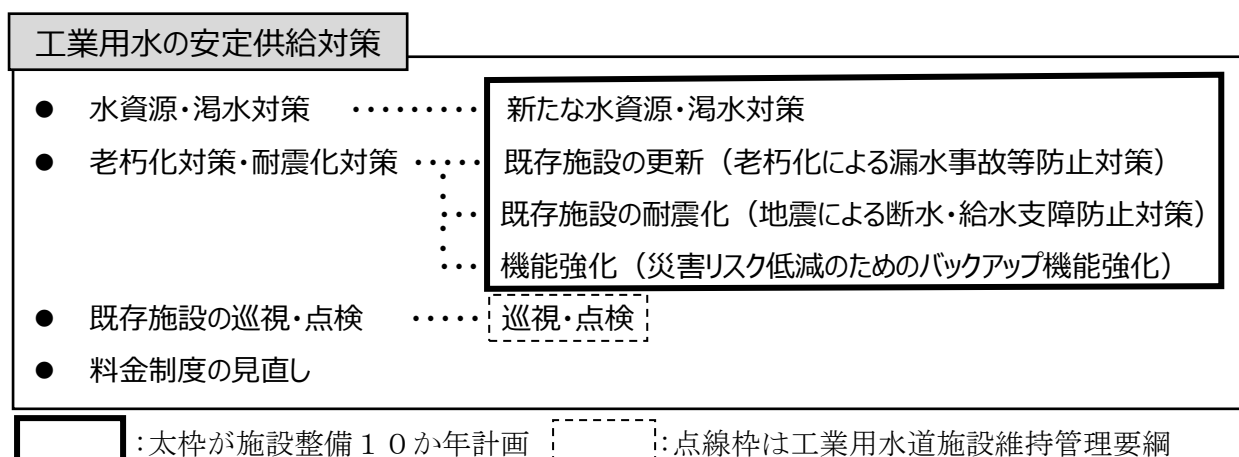 工業用水の安定供給対策
● 水資源・渇水対策 ・・・・・・・・・ 新たな水資源・渇水対策
● 老朽化対策・耐震化対策 ・・・・・ 既存施設の更新（老朽化による漏水事故等防止対策）
・・・ 既存施設の耐震化（地震による断水・給水支障防止対策）
・・・ 機能強化（災害リスク低減のためのバックアップ機能強化）
● 既存施設の巡視・点検 ・・・・・ 巡視・点検
● 料金制度の見直し
：太枠が施設整備１０か年計画 ：点線枠は工業用水道施設維持管理要綱